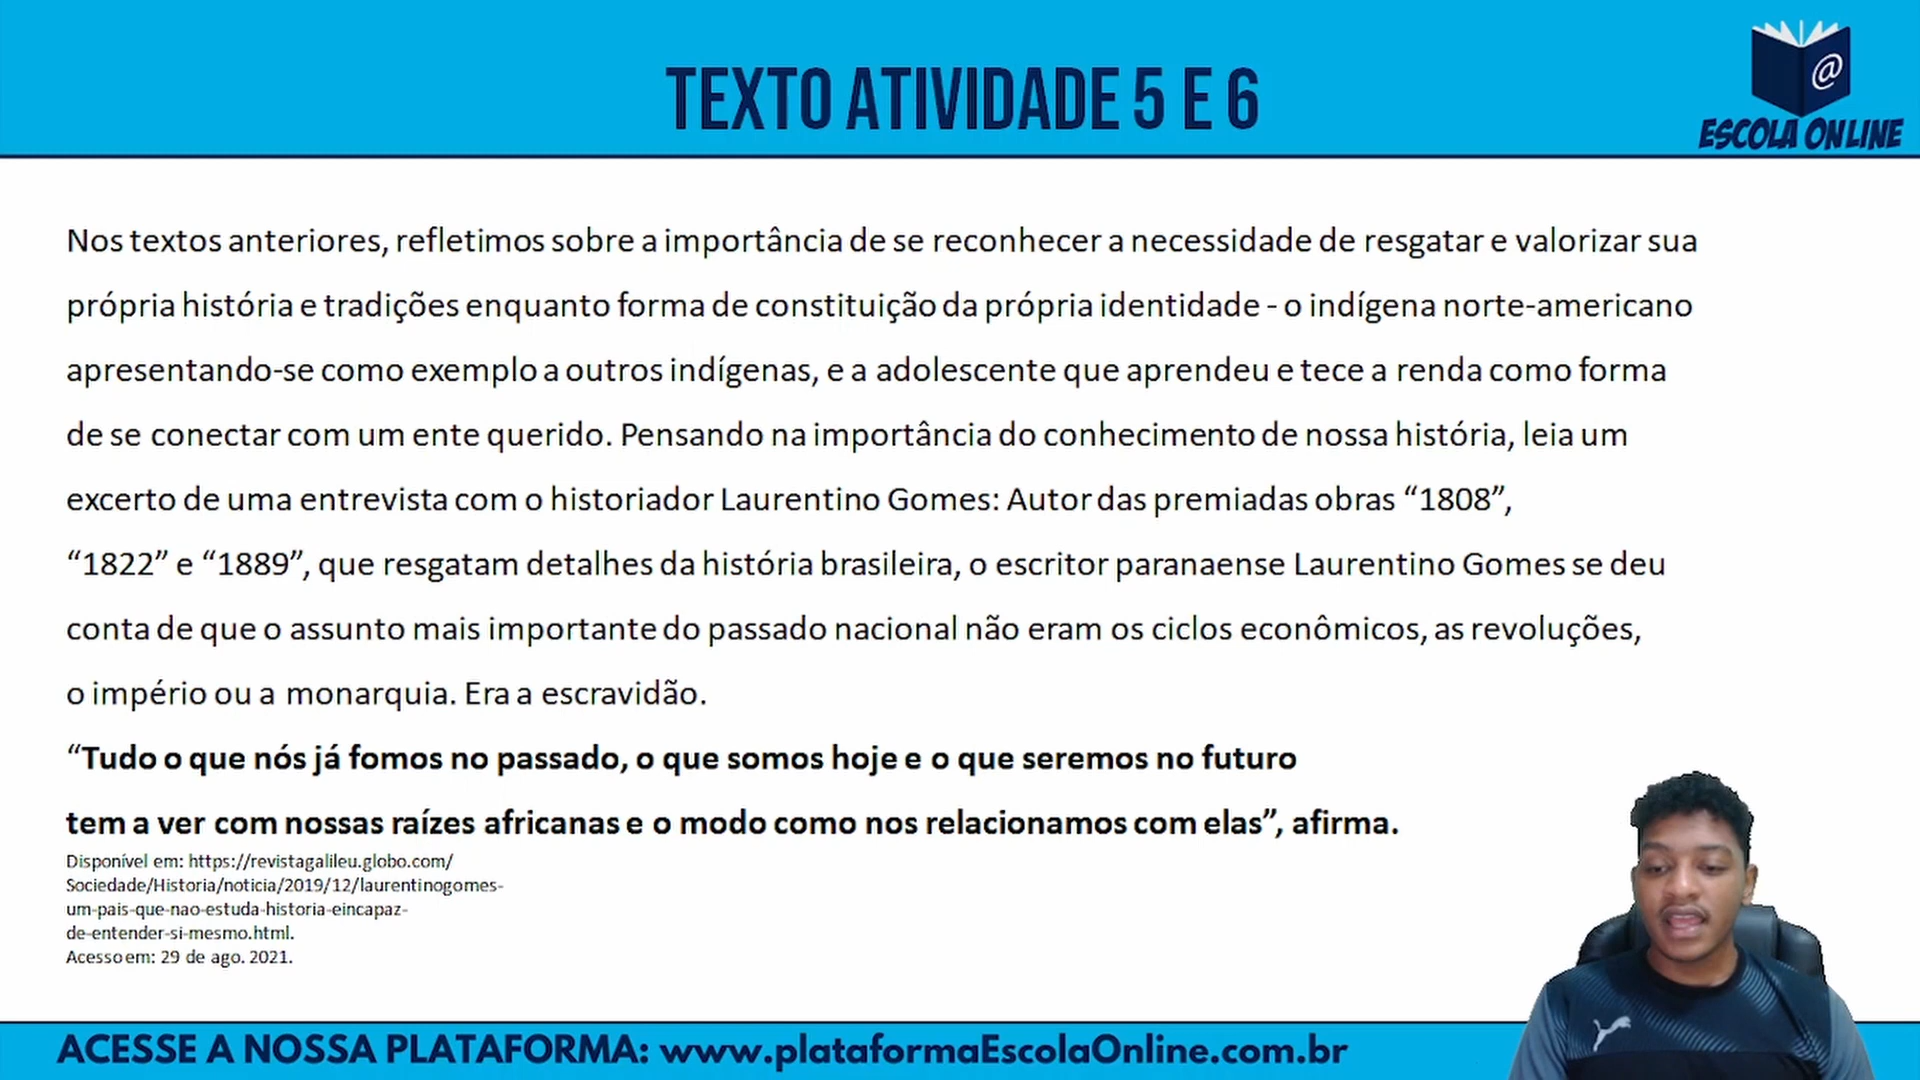 TEXTO ATIVIDADE 5 E 6
@
ESCOLA ONLINE
Nos textos anteriores, refletimos sobre a importância de se reconhecer a necessidade de resgatar e valorizar sua
própria história e tradições enquanto forma de constituição da própria identidade - o indígena norte-americano
apresentando-se como exemplo a outros indígenas, e a adolescente que aprendeu e tece a renda como forma
de se conectar com um ente querido. Pensando na importância do conhecimento de nossa história, leia um
excerto de uma entrevista com o historiador Laurentino Gomes: Autor das premiadas obras “1808”,
“1822” e “1889”, que resgatam detalhes da história brasileira, o escritor paranaense Laurentino Gomes se deu
conta de que o assunto mais importante do passado nacional não eram os ciclos econômicos, as revoluções,
o império ou a monarquia. Era a escravidão.
“Tudo o que nós já fomos no passado, o que somos hoje e o que seremos no futuro
tem a ver com nossas raízes africanas e o modo como nos relacionamos com elas”, afirma.
Disponível em: https://revistagalileu.globo.com/
Sociedade/Historia/noticia/2019/12/laurentinogomes-
um-pais-que-nao-estuda-historia-eincapaz-
de-entender-si-mesmo.html.
Acesso em: 29 de ago. 2021.
ACESSE A NOSSA PLATAFORMA: www.plataformaEscolaOnline.com.br